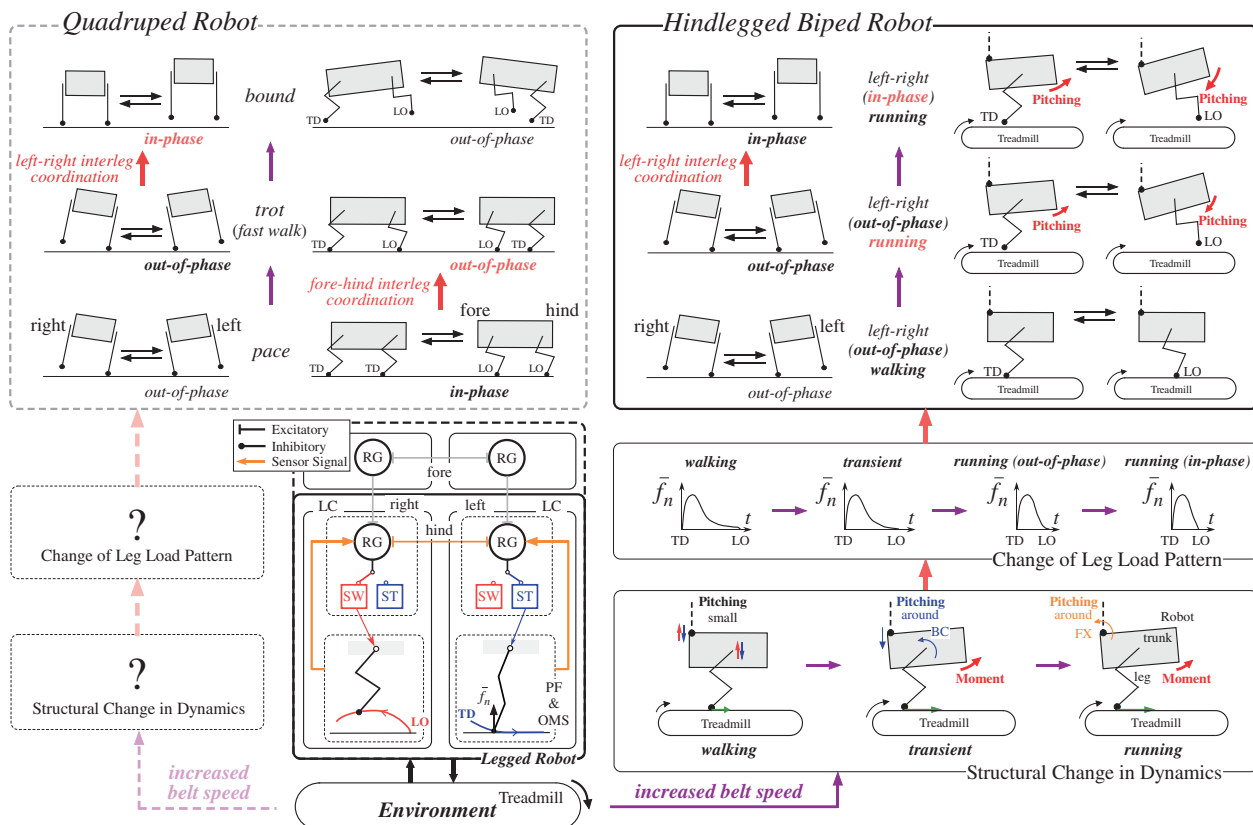 Quadruped Robot
bound
LO
LO
TD
in-phase
out-of-phase
left-right interleg
coordination
trot
(fast walk)
TD
LO
LO
TD
out-of-phase
out-of-phase
fore-hind interleg
coordination
right
left
fore
hind
pace
TD
TD
LO
LO
out-of-phase
in-phase
Hindlegged Biped Robot
left-right
(in-phase)
running
in-phase
TD
Pitching
Treadmill
Pitching
LO
Treadmill
left-right interleg
coordination
left-right
(out-of-phase)
running
out-of-phase
TD
Pitching
Treadmill
Pitching
LO
Treadmill
right
left
left-right
(out-of-phase)
walking
out-of-phase
TD
Treadmill
LO
Treadmill
?
Change of Leg Load Pattern
?
Structural Change in Dynamics
increased
belt speed
Excitatory
Inhibitory
Sensor Signal
RG
RG
fore
LC
right
left
LC
RG
hind
RG
SW
ST
SW
ST
LO
f̄n
TD
PF
&
OMS
Legged Robot
Environment
Treadmill
increased belt speed
walking
transient
running (out-of-phase)
running (in-phase)
f̄n
t
TD
LO
f̄n
t
TD
LO
f̄n
t
TD
LO
f̄n
t
TD
LO
Change of Leg Load Pattern
Pitching
small
Treadmill
walking
Pitching
around
BC
Moment
Treadmill
transient
Pitching
around
FX
Robot
trunk
leg
Moment
Treadmill
running
Structural Change in Dynamics